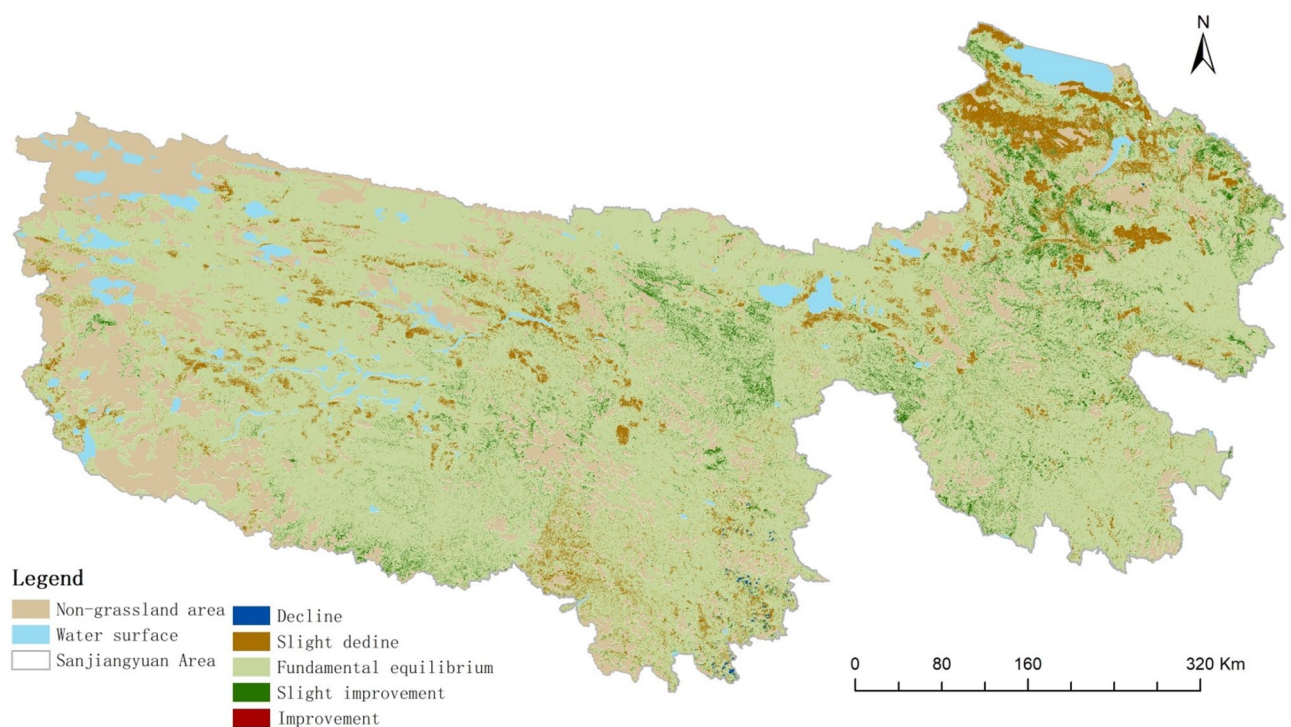 N
Legend
Non-grassland area
Water surface
Sanjiangyuan Area
Decline
Slight dedine
Fundamental equilibrium
Slight improvement
Improvement
0 80 160 320 Km